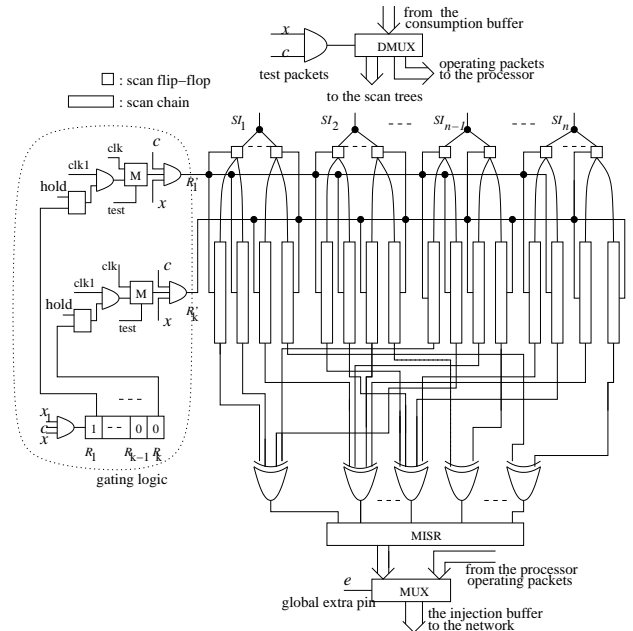 from the
consumption buffer
x
c
DMUX
test packets
operating packets
to the processor
to the scan trees
: scan flip-flop
: scan chain
SI1
SI2
SIn-1
SIn
clk
c
clk1
M
hold
test
x
R'1
clk
c
clk1
M
hold
test
x
R'k
x1
c
x
1
0
0
R1
Rk-1
Rk
gating logic
MISR
e
global extra pin
MUX
from the processor
operating packets
the injection buffer
to the network